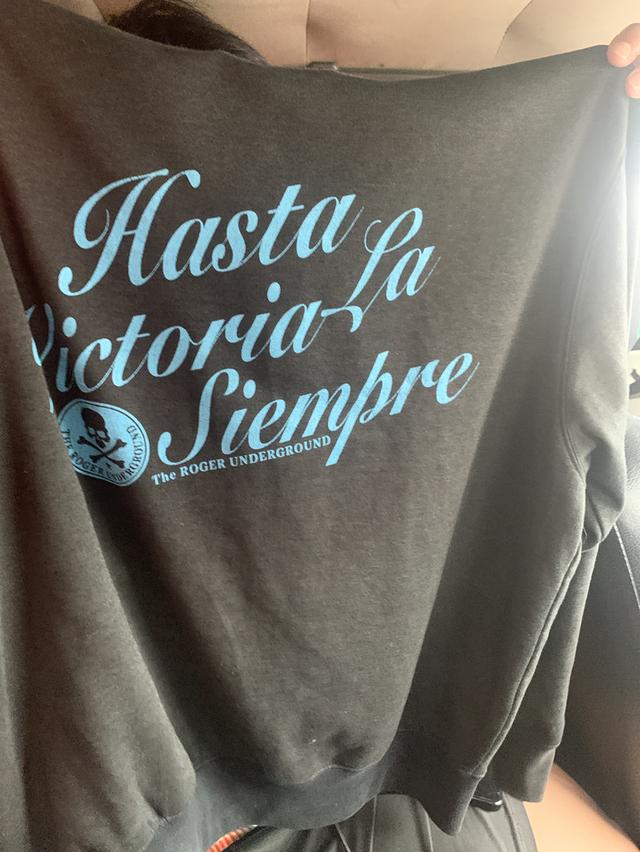 Hasta La
Victoria
Siempre
The ROGER UNDERGROUND
THE ROGER UNDERGROUND